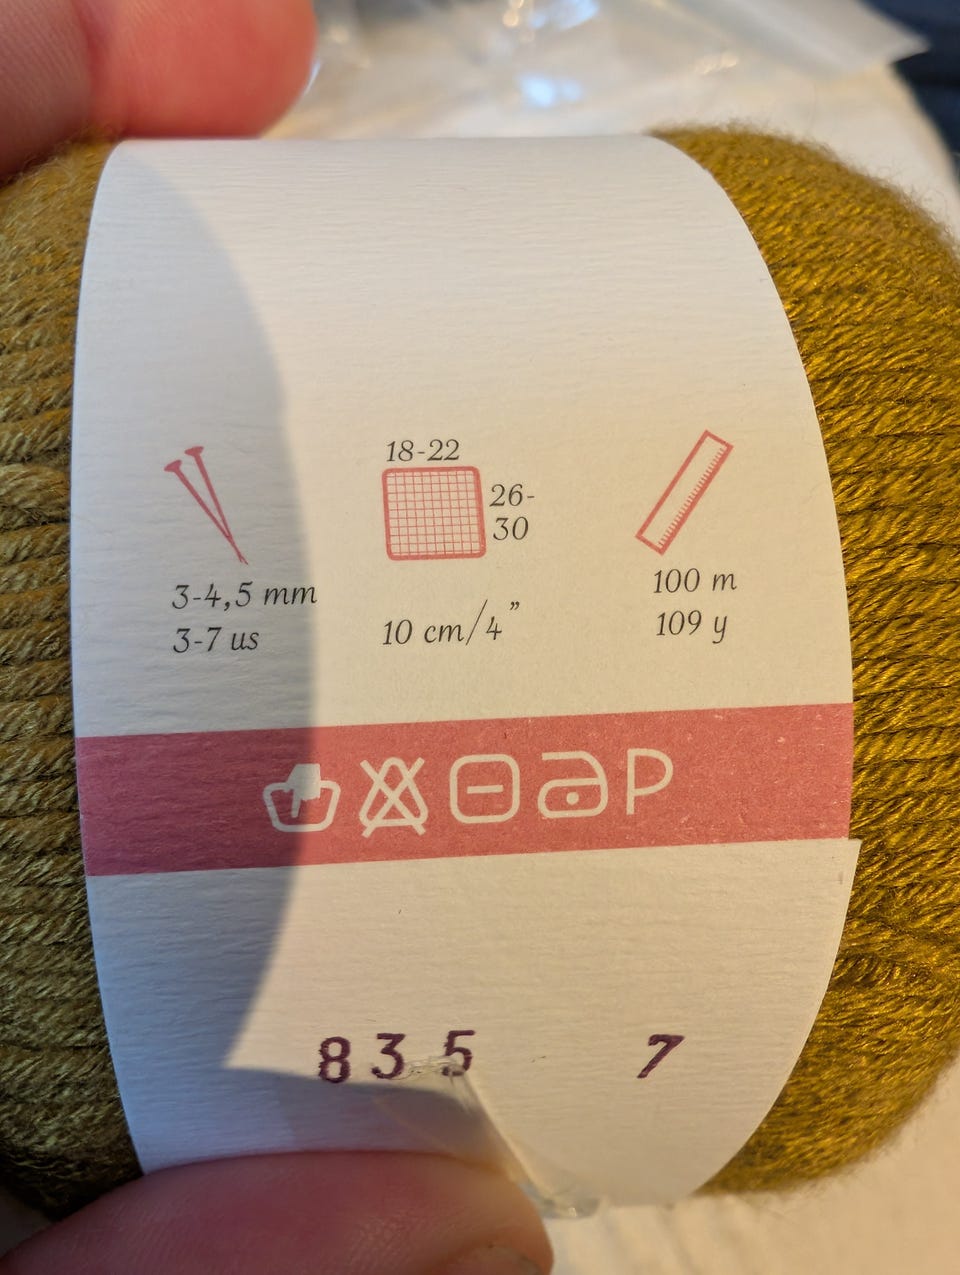 18-22
26-
30
3-4,5 mm
3-7 us
10 cm/4”
100 m
109 y
P
835 7